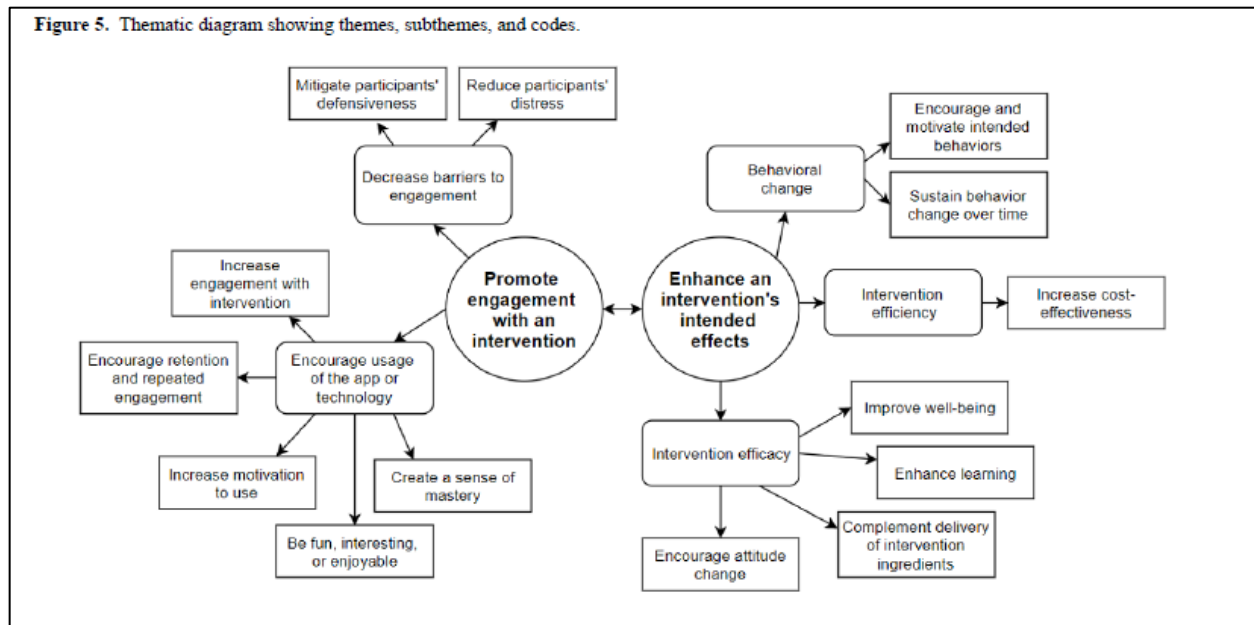 Figure 5. Thematic diagram showing themes, subthemes, and codes.
Mitigate participants'
defensiveness
Reduce participants'
distress
Decrease barriers to
engagement
Increase
engagement with
intervention
Encourage retention
and repeated
engagement
Encourage usage
of the app or
technology
Increase motivation
to use
Create a sense of
mastery
Be fun, interesting,
or enjoyable
Promote
engagement
with an
intervention
Enhance an
intervention's
intended
effects
Behavioral
change
Encourage and
motivate intended
behaviors
Sustain behavior
change over time
Intervention
efficiency
Increase cost-
effectiveness
Intervention efficacy
Improve well-being
Enhance learning
Complement delivery
of intervention
ingredients
Encourage attitude
change